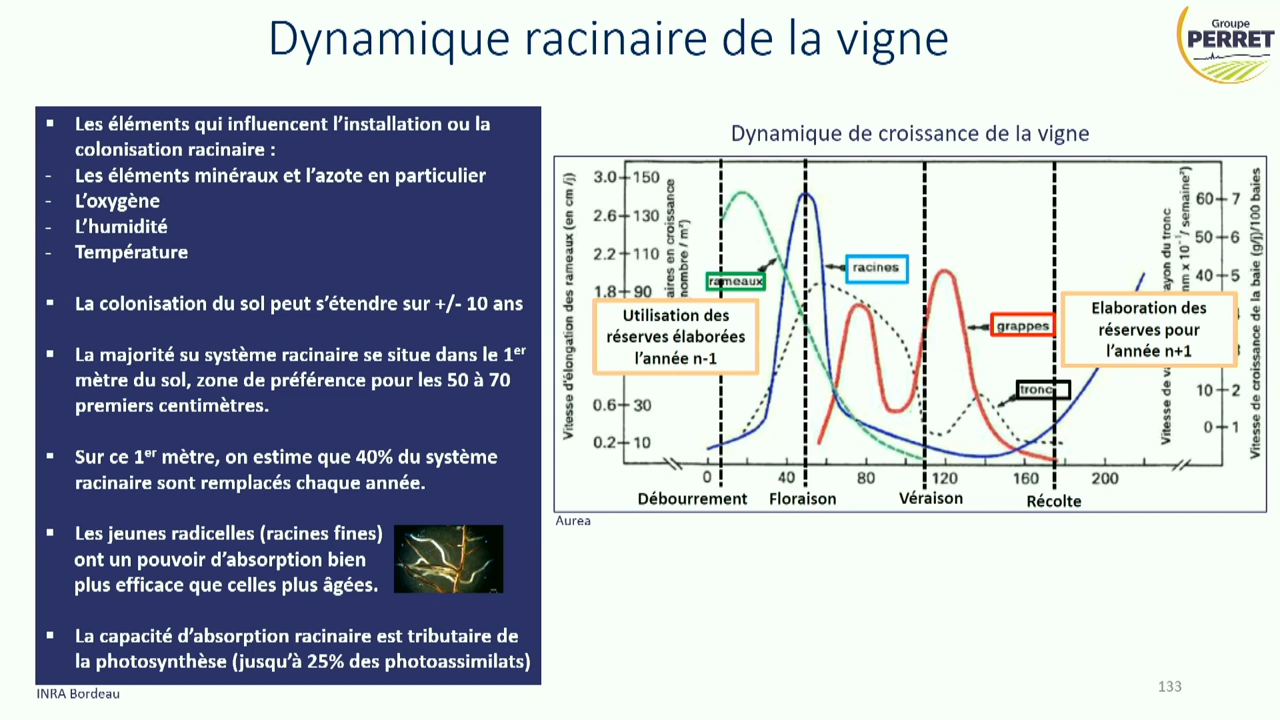 Dynamique racinaire de la vigne
Groupe
PERRET
▪ Les éléments qui influencent l'installation ou la
colonisation racinaire :
- Les éléments minéraux et l'azote en particulier
- L'oxygène
- L'humidité
- Température
▪ La colonisation du sol peut s'étendre sur +/- 10 ans
▪ La majorité su système racinaire se situe dans le 1er
mètre du sol, zone de préférence pour les 50 à 70
premiers centimètres.
▪ Sur ce 1er mètre, on estime que 40% du système
racinaire sont remplacés chaque année.
▪ Les jeunes radicelles (racines fines)
ont un pouvoir d'absorption bien
plus efficace que celles plus âgées.
▪ La capacité d'absorption racinaire est tributaire de
la photosynthèse (jusqu'à 25% des photoassimilats)
INRA Bordeau
Dynamique de croissance de la vigne
Vitesse d'élongation des rameaux (en cm/j)
3.0 150
2.6 130
2.2 110
1.8 90
0.6 30
0.2 10
aires en croissance
nombre / m²)
rameaux
racines
grappes
tronc
Utilisation des
réserves élaborées
l'année n-1
Elaboration des
réserves pour
l'année n+1
ayon du tronc
Vitesse de croissance de la baie (g/j)/100 baies
60 7
50 6
40 5
10 2
0 1
0 40 80 120 160 200
Débourrement Floraison Véraison Récolte
Aurea
133